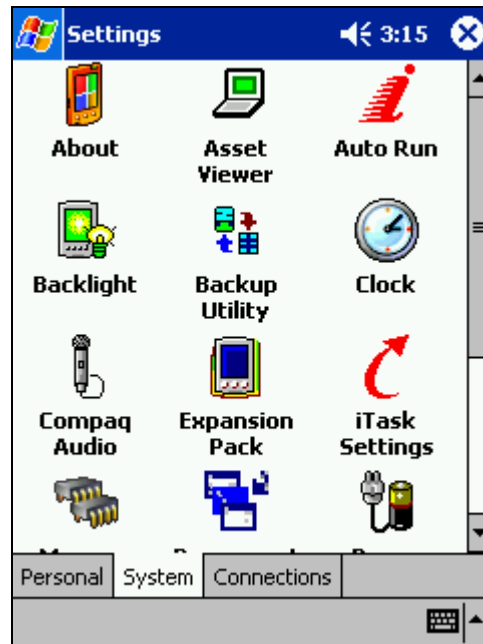 Settings 3:15
About Asset Viewer Auto Run
Backlight Backup Utility Clock
Compaq Audio Expansion Pack iTask Settings
Personal System Connections